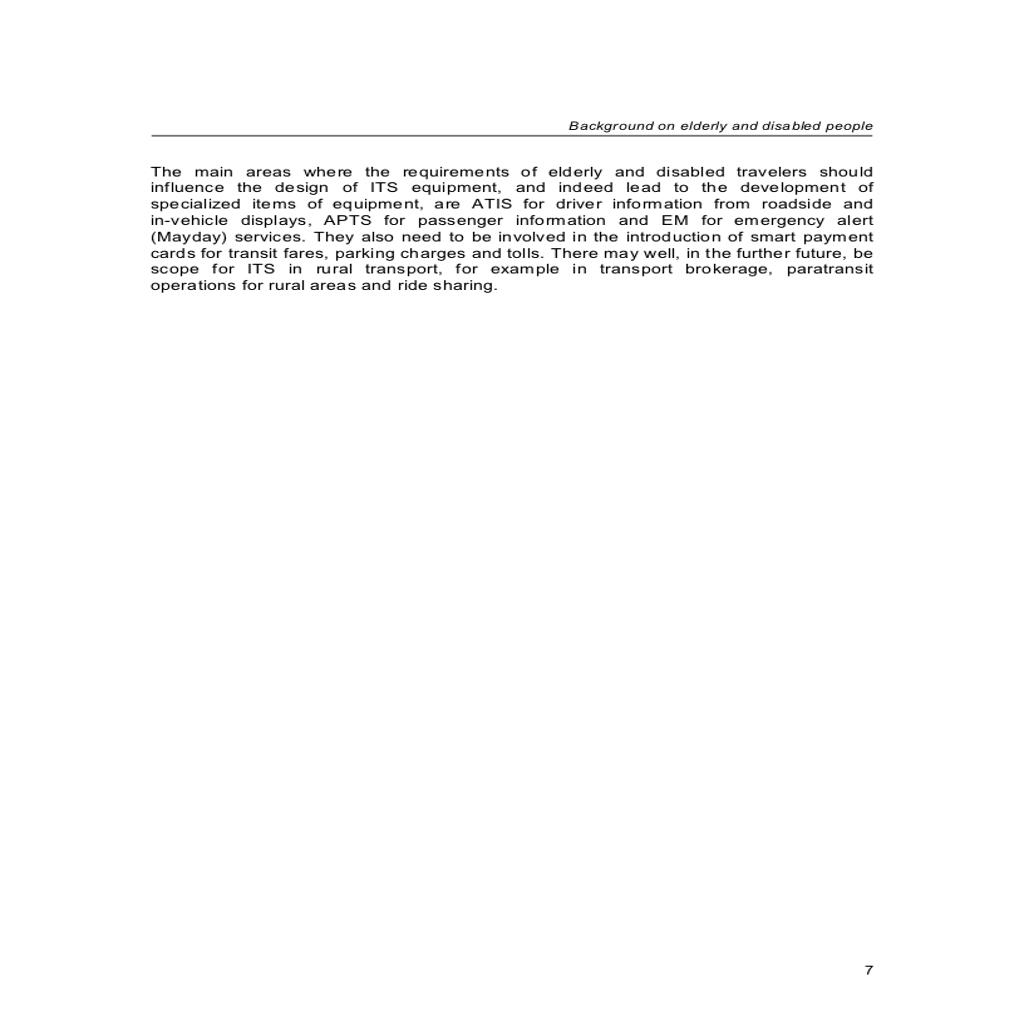 Background on elderly and disabled people
The main areas where the requirements of elderly and disabled travelers should
influence the design of ITS equipment, and indeed lead to the development of
specialized items of equipment, are ATIS for driver information from roadside and
in-vehicle displays, APTS for passenger information and EM for emergency alert
(Mayday) services. They also need to be involved in the introduction of smart payment
cards for transit fares, parking charges and tolls. There may well, in the further future, be
scope for ITS in rural transport, for example in transport brokerage, paratransit
operations for rural areas and ride sharing.
7